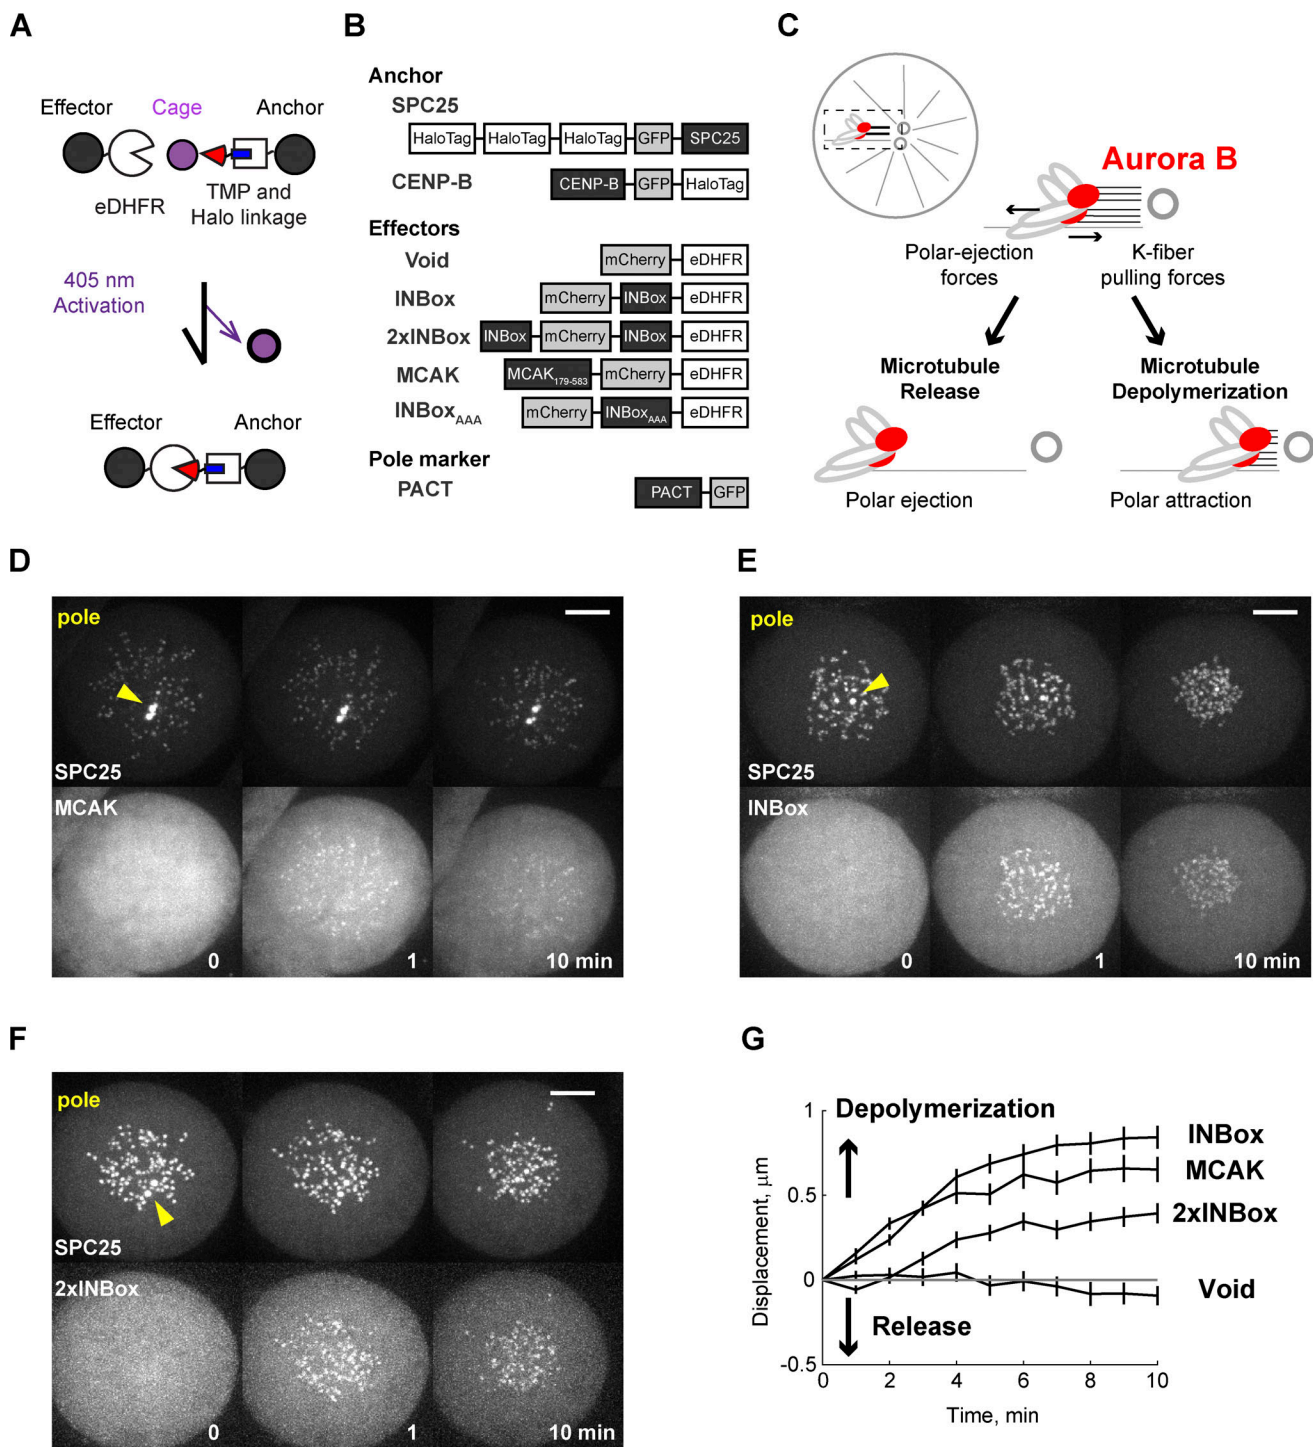 A
Effector
Cage
Anchor
eDHFR
TMP and
Halo linkage
405 nm
Activation
Effector
Anchor
B
Anchor
SPC25
HaloTag
HaloTag
HaloTag
GFP
SPC25
CENP-B
CENP-B
GFP
HaloTag
Effectors
Void
mCherry
eDHFR
INBox
mCherry
INBox
eDHFR
2xINBox
INBox
mCherry
INBox
eDHFR
MCAK
MCAK179-583
mCherry
eDHFR
INBoxAAA
mCherry
INBoxAAA
eDHFR
Pole marker
PACT
PACT
GFP
C
Aurora B
Polar-ejection
forces
K-fiber
pulling forces
Microtubule
Release
Microtubule
Depolymerization
Polar ejection
Polar attraction
D
pole
SPC25
MCAK
0
1
10 min
E
pole
SPC25
INBox
0
1
10 min
F
pole
SPC25
2xINBox
0
1
10 min
G
Depolymerization
Release
INBox
MCAK
2xINBox
Void
Displacement, μm
1
0.5
0
-0.5
0
2
4
6
8
10
Time, min